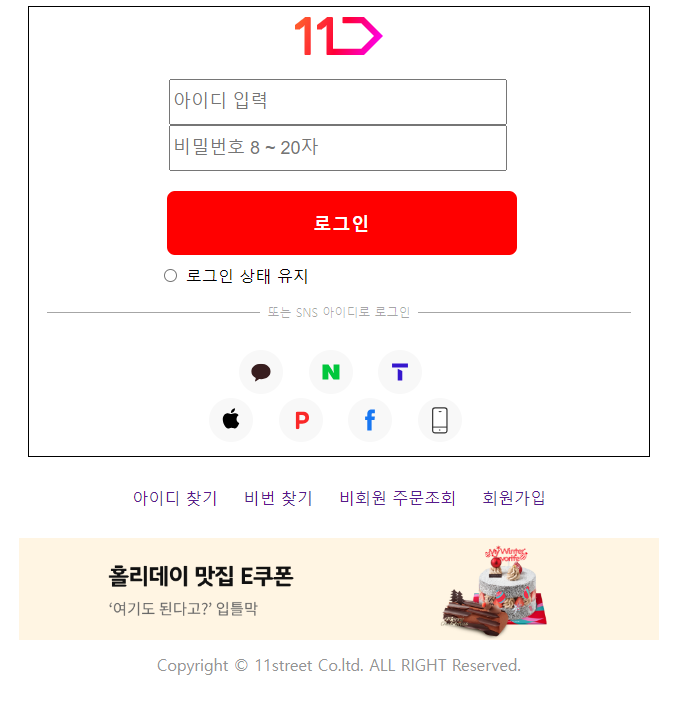 11
아이디 입력
비밀번호 8 ~ 20자
로그인
로그인 상태 유지
또는 SNS 아이디로 로그인
N T
P f
아이디 찾기 비번 찾기 비회원 주문조회 회원가입
My Winter
Favorite
홀리데이 맛집 E쿠폰
‘여기도 된다고?’ 입틀막
Copyright © 11street Co.ltd. ALL RIGHT Reserved.